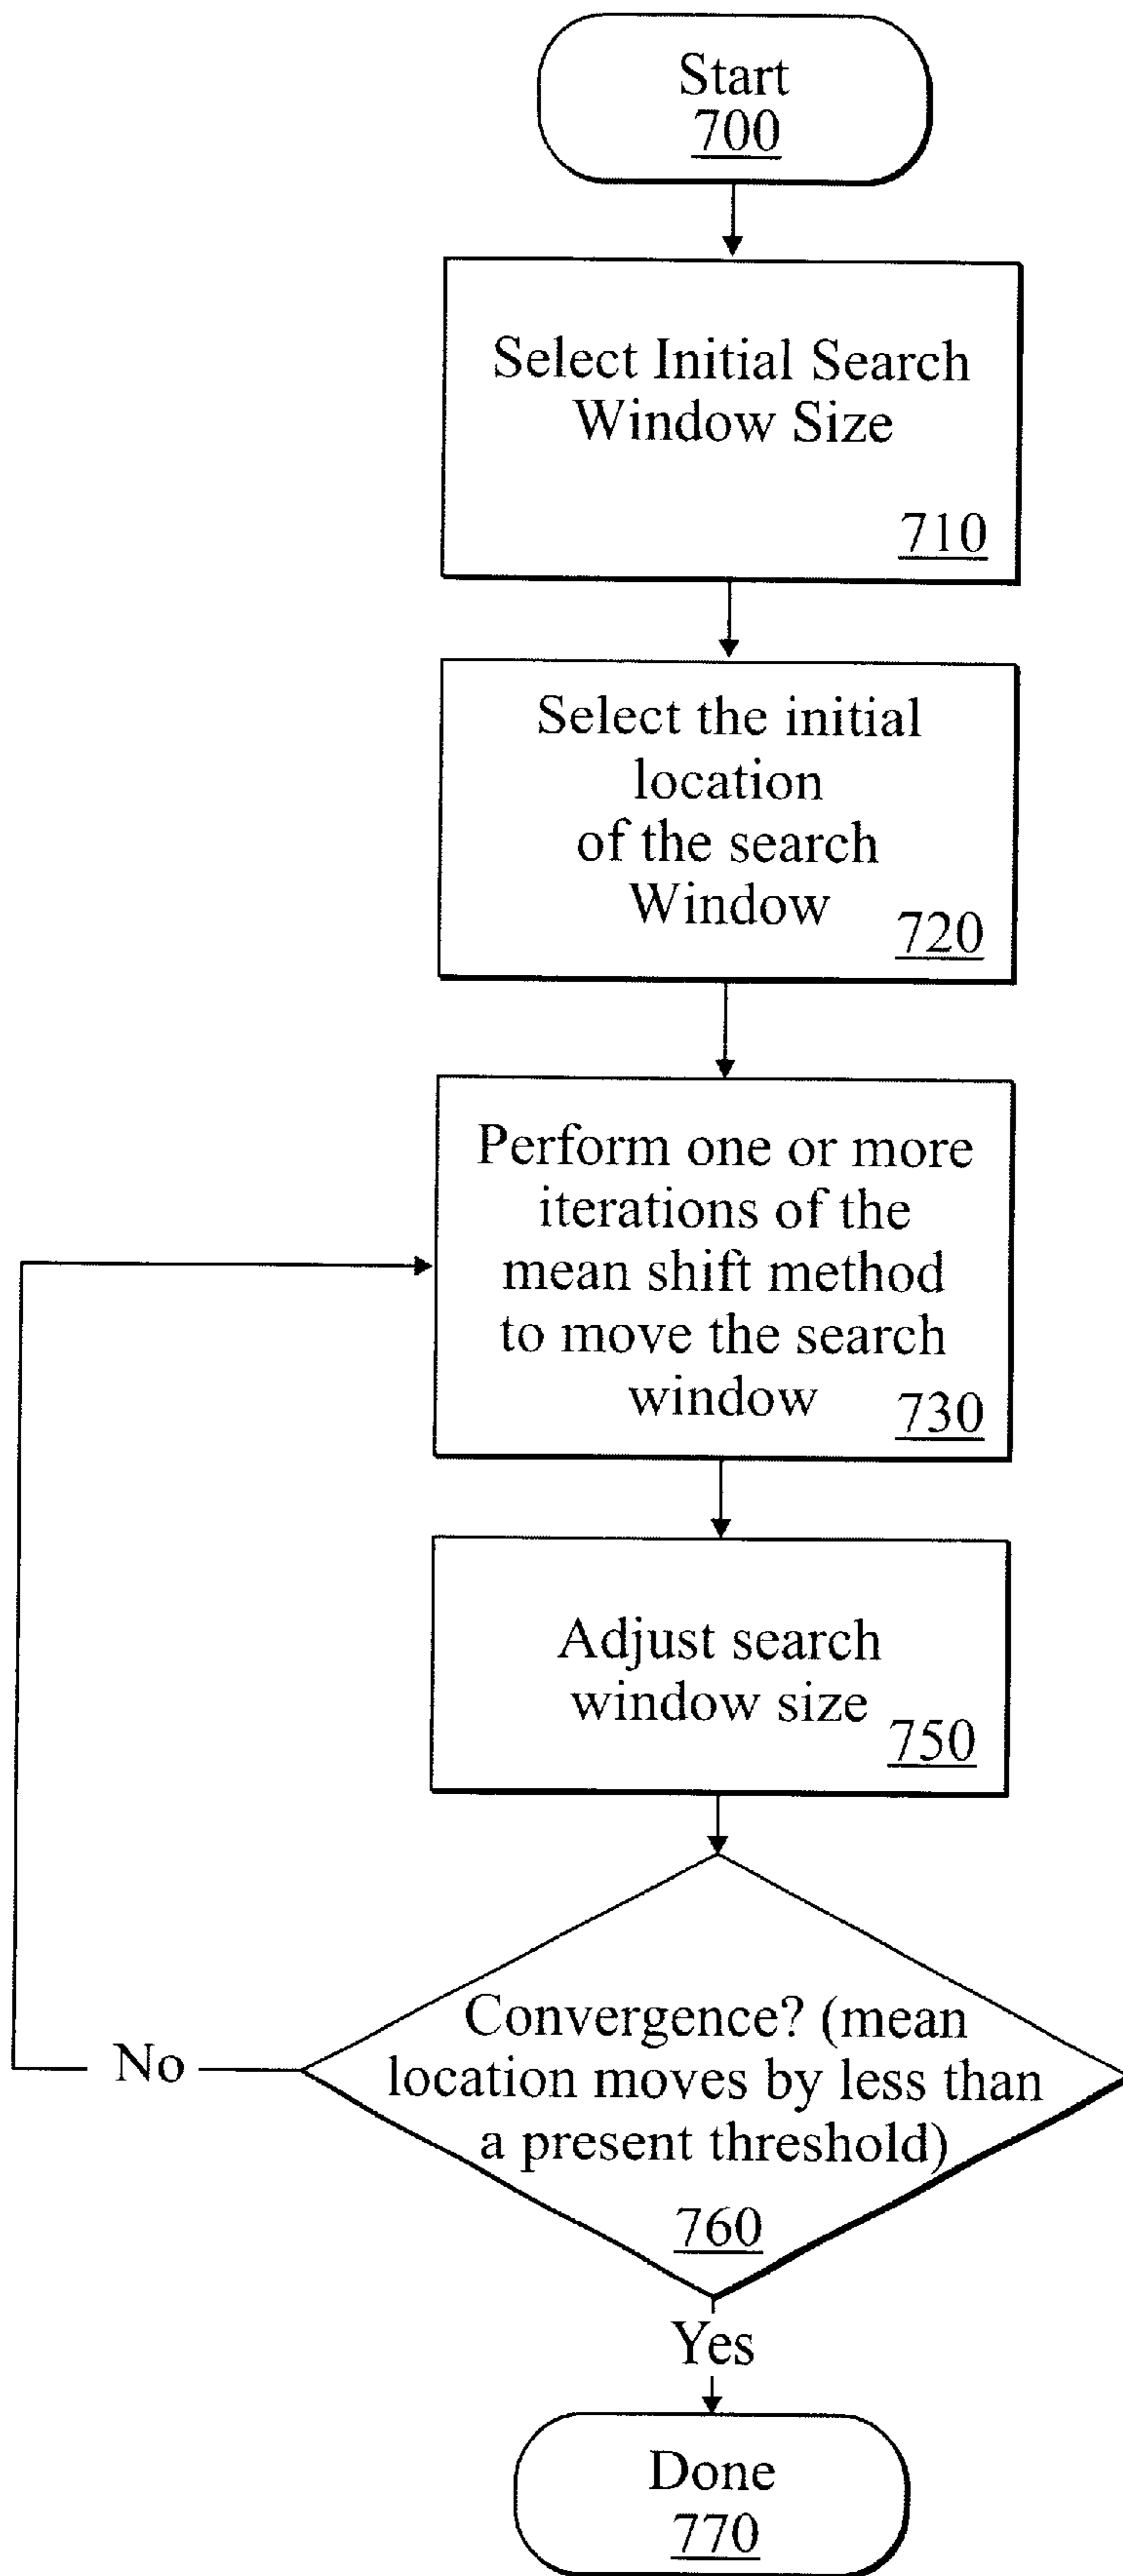 Start
700
Select Initial Search
Window Size
710
Select the initial
location
of the search
Window
720
Perform one or more
iterations of the
mean shift method
to move the search
window
730
Adjust search
window size
750
Convergence? (mean
location moves by less than
a present threshold)
760
No
Yes
Done
770